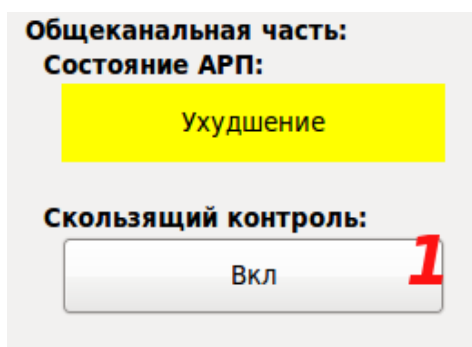 Общеканальная часть:
Состояние АРП:
Ухудшение
Скользящий контроль:
Вкл
1